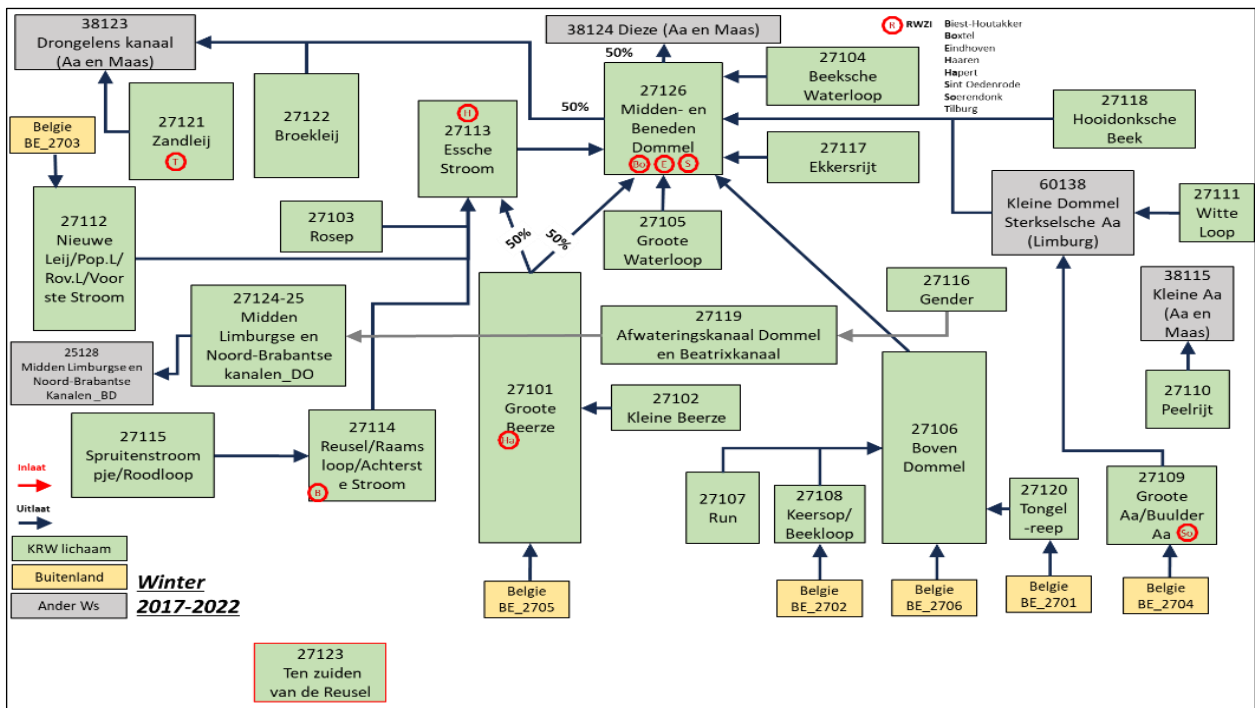 38123
Drongelens kanaal
(Aa en Maas)
38124 Dieze (Aa en Maas)
R
RWZI
Biest-Houtakker
Boxtel
Eindhoven
Haaren
Hapert
Sint Oedenrode
Soerendonk
Tilburg
50%
50%
27104
Beeksche
Waterloop
27126
Midden- en
Beneden
Dommel
Bo
E
S
27118
Hooidonksche
Beek
Belgie
BE_2703
27121
Zandleij
T
27122
Broekleij
H
27113
Essche
Stroom
27117
Ekkersrijt
60138
Kleine Dommel
Sterkselsche Aa
(Limburg)
27111
Witte
Loop
27112
Nieuwe
Leij/Pop.L/
Rov.L/Voor
ste Stroom
27103
Rosep
50%
50%
27105
Groote
Waterloop
27116
Gender
38115
Kleine Aa
(Aa en
Maas)
27124-25
Midden
Limburgse en
Noord-Brabantse
kanalen_DO
27119
Afwateringskanaal Dommel
en Beatrixkanaal
25128
Midden Limburgse en
Noord-Brabantse
Kanalen _BD
27101
Groote
Beerze
Ha
27102
Kleine Beerze
27106
Boven
Dommel
27110
Peelrijt
27115
Spruitenstroom
pje/Roodloop
27114
Reusel/Raams
loop/Achterst
e Stroom
B
27107
Run
27108
Keersop/
Beekloop
27120
Tongel
-reep
27109
Groote
Aa/Buulder
Aa
So
Inlaat
Uitlaat
KRW lichaam
Buitenland
Ander Ws
Winter
2017-2022
Belgie
BE_2705
Belgie
BE_2702
Belgie
BE_2706
Belgie
BE_2701
Belgie
BE_2704
27123
Ten zuiden
van de Reusel